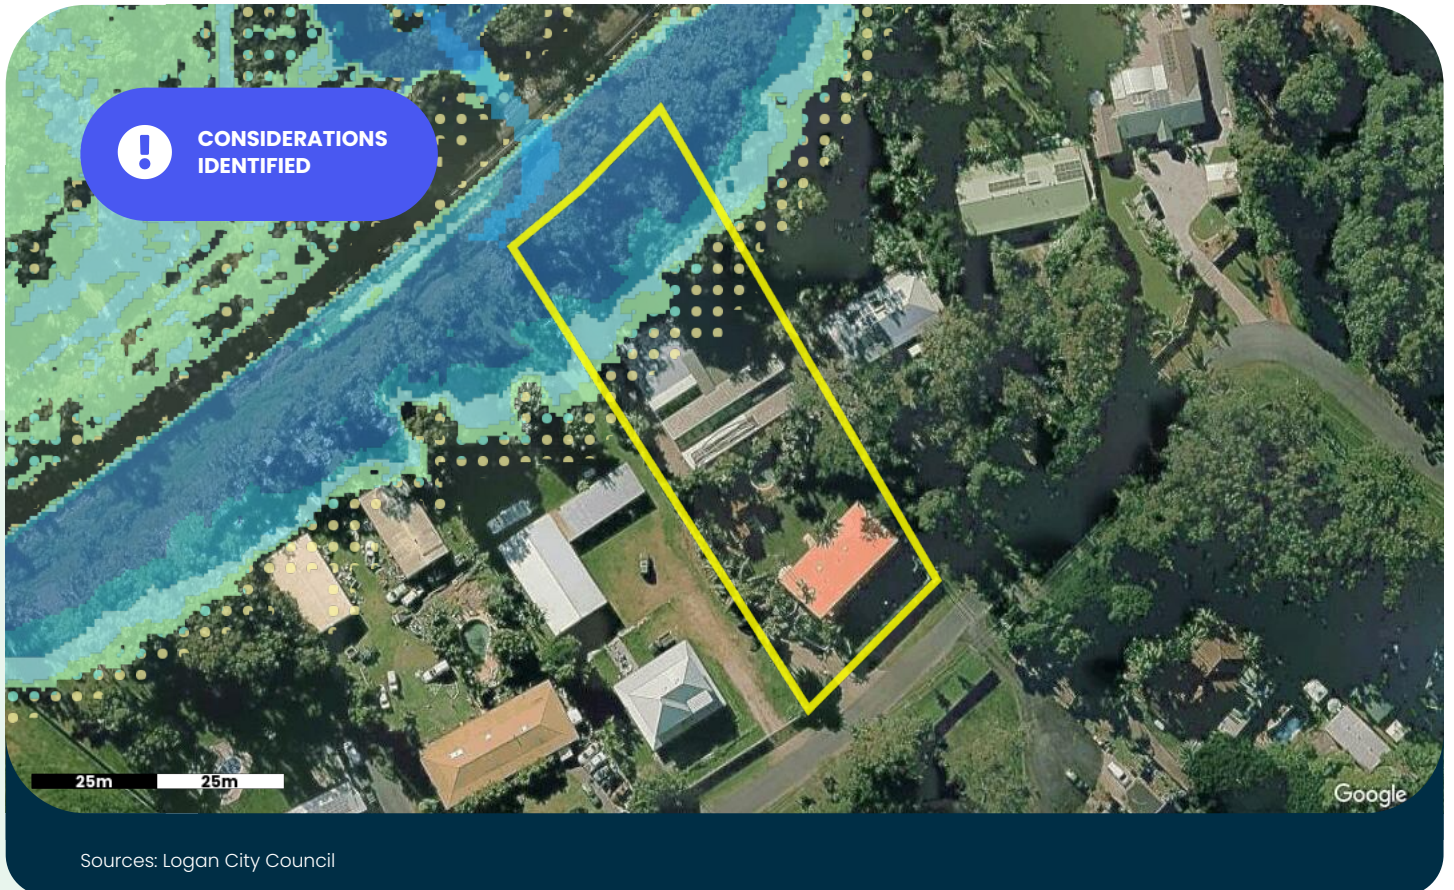 CONSIDERATIONS
IDENTIFIED
25m 25m
Google
Sources: Logan City Council